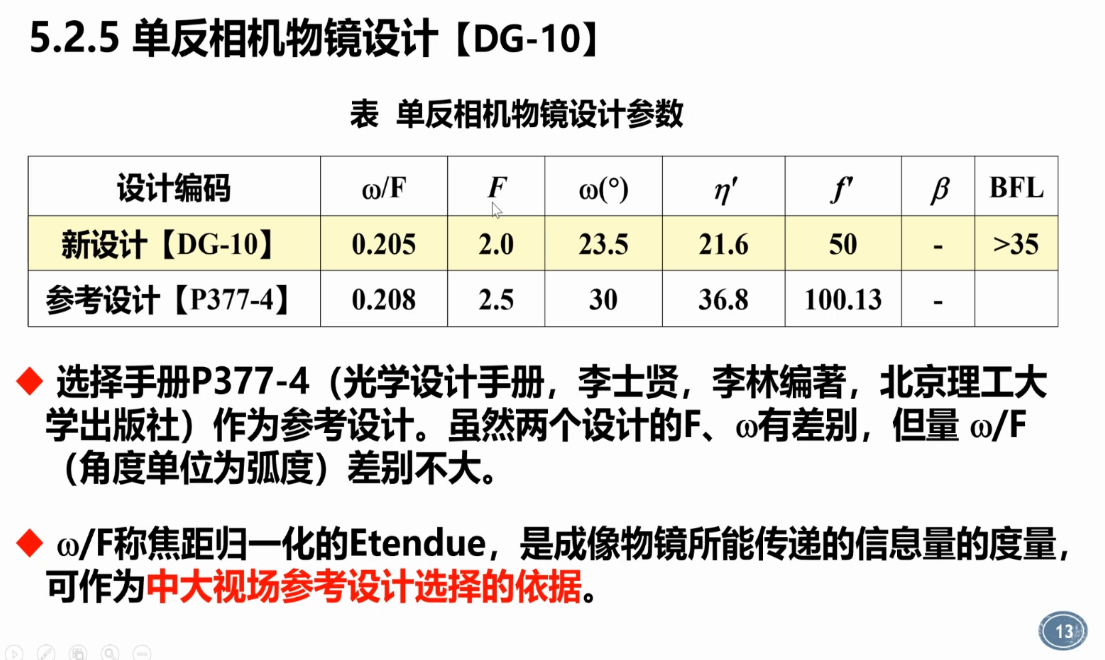 5.2.5 单反相机物镜设计【DG-10】
表 单反相机物镜设计参数
设计编码 ω/F F ω(°) η′ f′ β BFL
新设计【DG-10】 0.205 2.0 23.5 21.6 50 - >35
参考设计【P377-4】 0.208 2.5 30 36.8 100.13 -
选择手册P377-4（光学设计手册，李士贤，李林编著，北京理工大
学出版社）作为参考设计。虽然两个设计的F、ω有差别，但量 ω/F
（角度单位为弧度）差别不大。
ω/F称焦距归一化的Etendue，是成像物镜所能传递的信息量的度量，
可作为中大视场参考设计选择的依据。
13